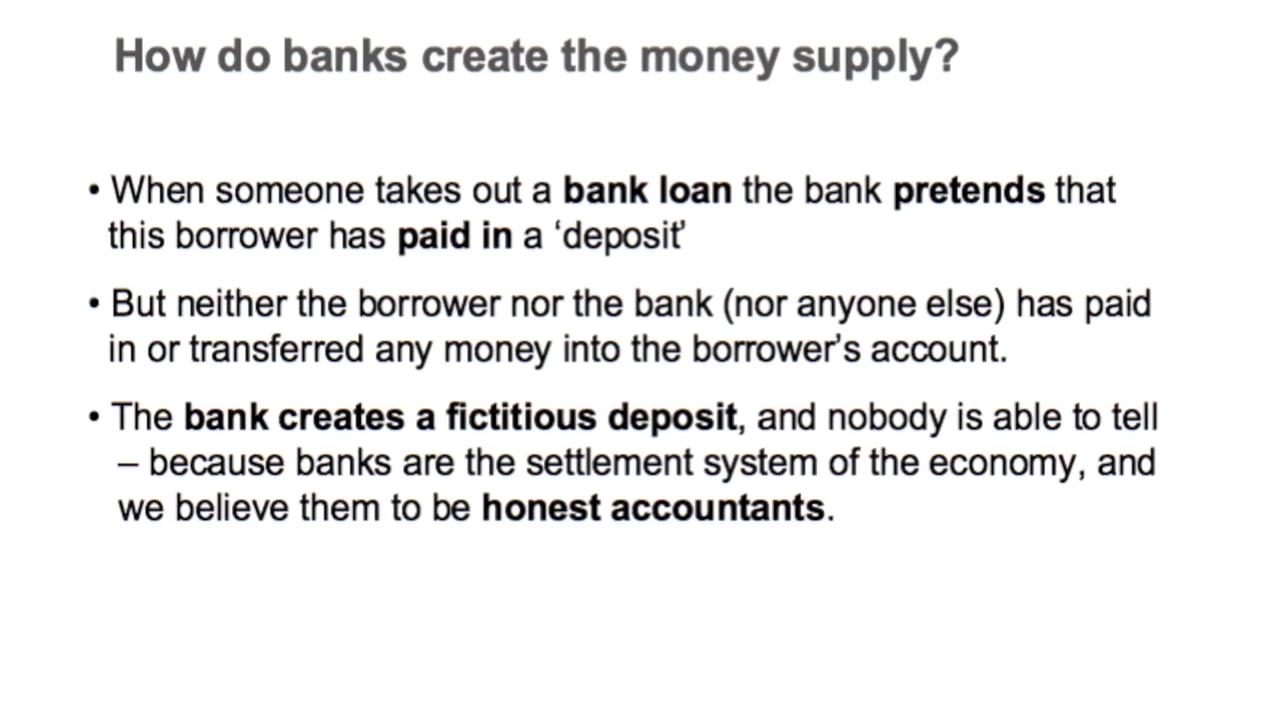 How do banks create the money supply?
• When someone takes out a bank loan the bank pretends that
this borrower has paid in a ‘deposit’
• But neither the borrower nor the bank (nor anyone else) has paid
in or transferred any money into the borrower’s account.
• The bank creates a fictitious deposit, and nobody is able to tell
– because banks are the settlement system of the economy, and
we believe them to be honest accountants.